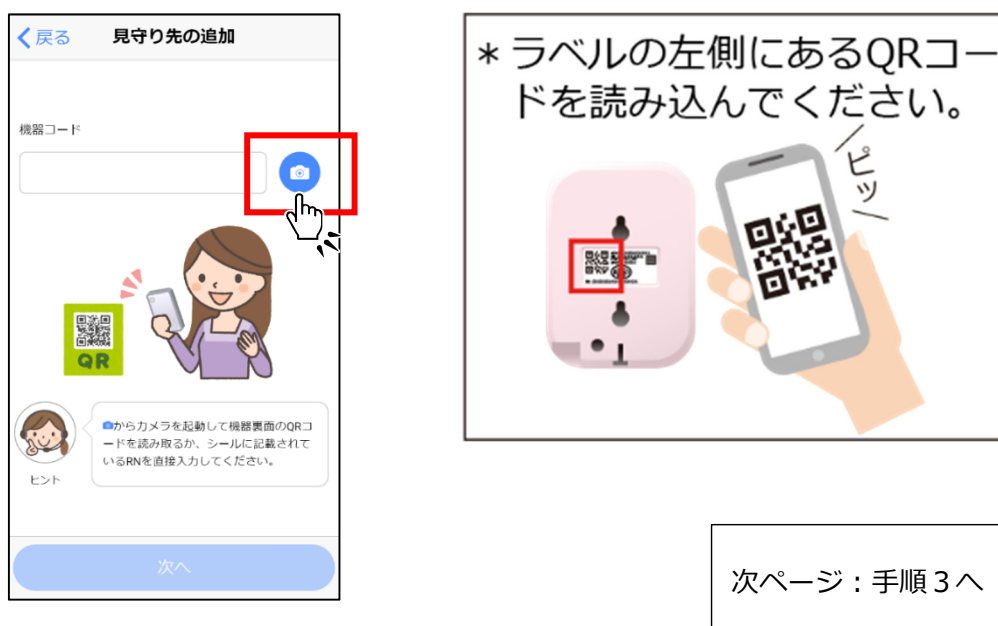 戻る
見守り先の追加
機器コード
QR
からカメラを起動して機器裏面のQRコ
ードを読み取るか、シールに記載されて
いるRNを直接入力してください。
ヒント
次へ
* ラベルの左側にあるQRコー
ドを読み込んでください。
ピッ
次ページ：手順３へ